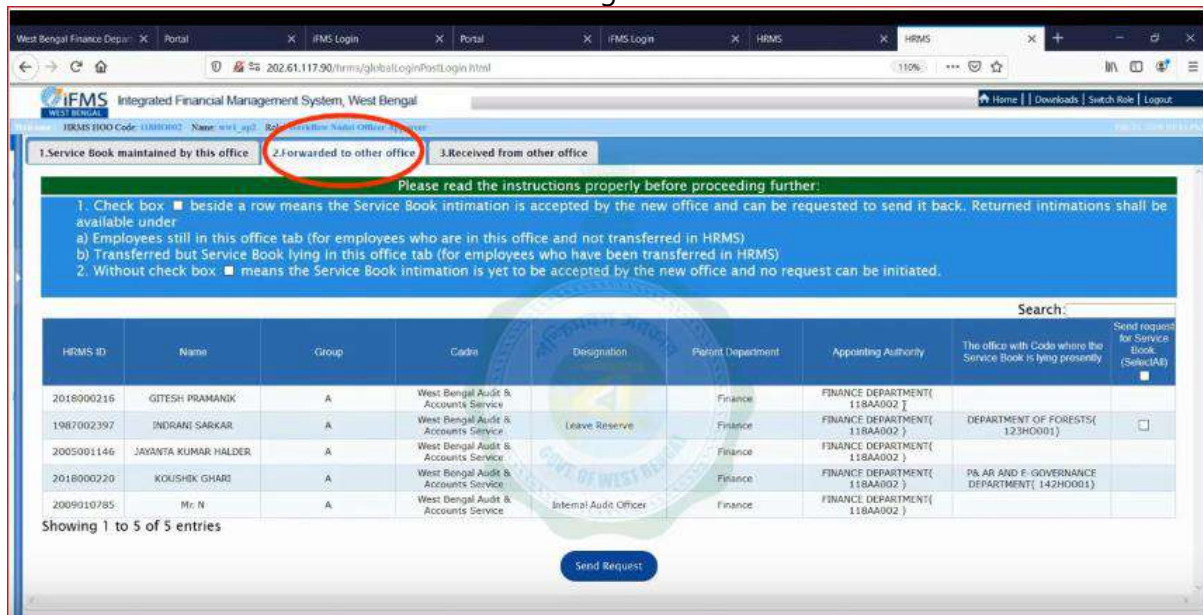 West Bengal Finance Depar
Portal
iFMS Login
Portal
iFMS Login
HRMS
HRMS
202.61.117.90/hrms/globalLoginPostLogin.html
110%
iFMS
WEST BENGAL
Integrated Financial Management System, West Bengal
Home | | Downloads | Switch Role | Logout
HRMS HOO Code: Name: Role: Workflow Nodal Officer
1.Service Book maintained by this office
2.Forwarded to other office
3.Received from other office
Please read the instructions properly before proceeding further:
1. Check box beside a row means the Service Book intimation is accepted by the new office and can be requested to send it back. Returned intimations shall be
available under
a) Employees still in this office tab (for employees who are in this office and not transferred in HRMS)
b) Transferred but Service Book lying in this office tab (for employees who have been transferred in HRMS)
2. Without check box means the Service Book intimation is yet to be accepted by the new office and no request can be initiated.
Search:
HRMS ID Name Group Cadre Designation Parent Department Appointing Authority The office with Code where the Service Book is lying presently Send request for Service Book. (SelectAll)
2018000216 GITESH PRAMANIK A West Bengal Audit & Accounts Service Finance FINANCE DEPARTMENT( 118AA002 )
1987002397 INDRANI SARKAR A West Bengal Audit & Accounts Service Leave Reserve Finance FINANCE DEPARTMENT( 118AA002 ) DEPARTMENT OF FORESTS( 123HO001)
2005001146 JAYANTA KUMAR HALDER A West Bengal Audit & Accounts Service Finance FINANCE DEPARTMENT( 118AA002 )
2018000220 KOUSHIK GHARI A West Bengal Audit & Accounts Service Finance FINANCE DEPARTMENT( 118AA002 ) P& AR AND E-GOVERNANCE DEPARTMENT( 142HO001)
2009010785 Mr. N A West Bengal Audit & Accounts Service Internal Audit Officer Finance FINANCE DEPARTMENT( 118AA002 )
Showing 1 to 5 of 5 entries
Send Request